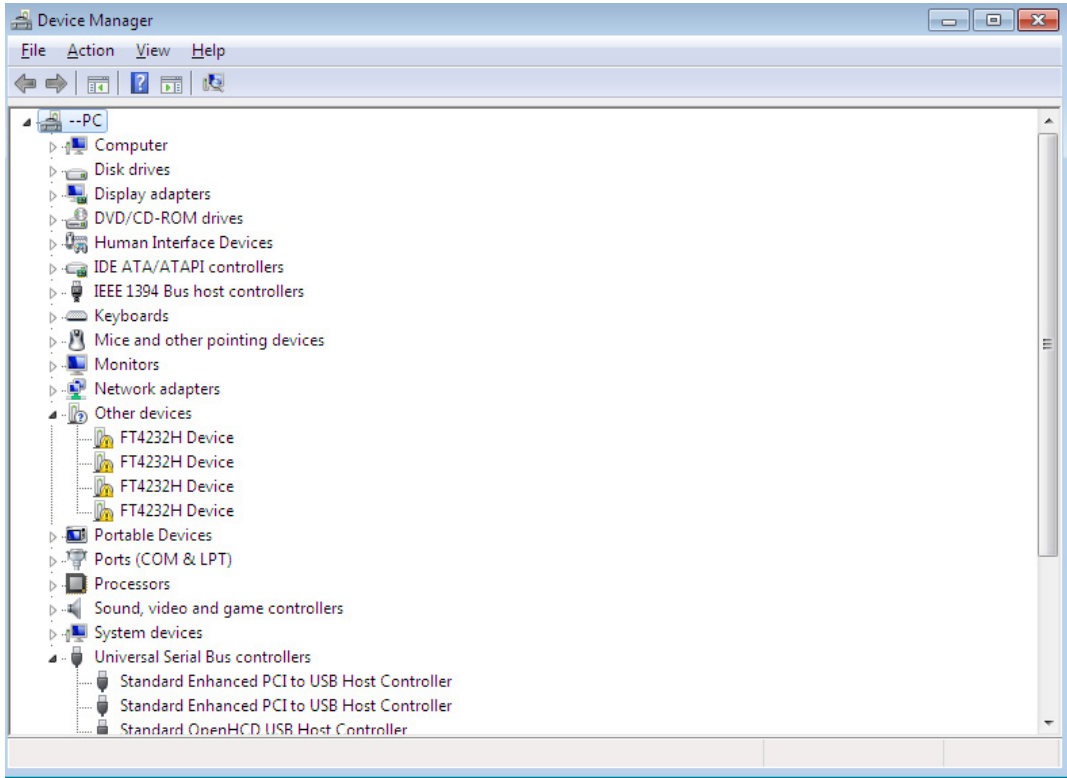 Device Manager
File Action View Help
--PC
Computer
Disk drives
Display adapters
DVD/CD-ROM drives
Human Interface Devices
IDE ATA/ATAPI controllers
IEEE 1394 Bus host controllers
Keyboards
Mice and other pointing devices
Monitors
Network adapters
Other devices
FT4232H Device
FT4232H Device
FT4232H Device
FT4232H Device
Portable Devices
Ports (COM & LPT)
Processors
Sound, video and game controllers
System devices
Universal Serial Bus controllers
Standard Enhanced PCI to USB Host Controller
Standard Enhanced PCI to USB Host Controller
Standard OpenHCD USB Host Controller